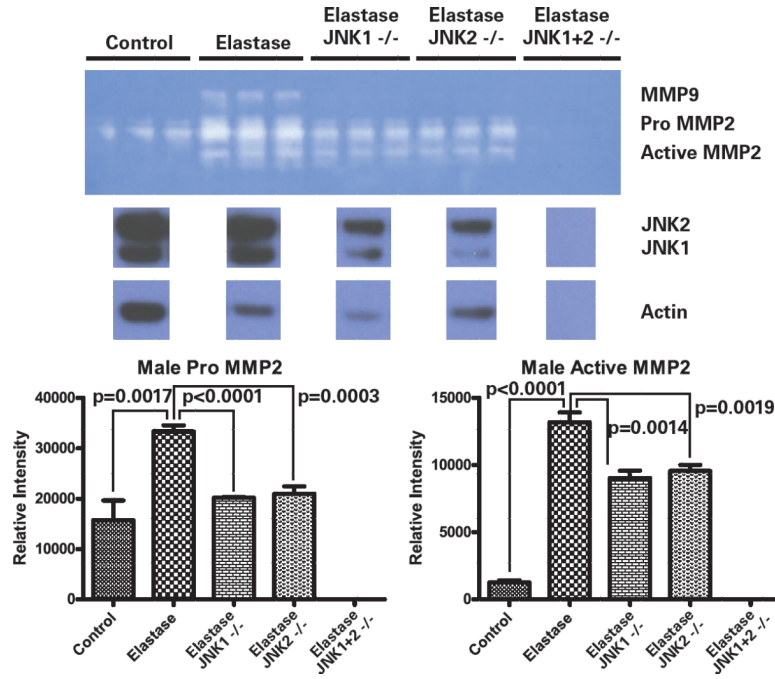 Control
Elastase
Elastase
JNK1 -/-
Elastase
JNK2 -/-
Elastase
JNK1+2 -/-
MMP9
Pro MMP2
Active MMP2
JNK2
JNK1
Actin
Male Pro MMP2
Relative Intensity
40000
30000
20000
10000
0
p=0.0017
p<0.0001
p=0.0003
Control
Elastase
Elastase
JNK1 -/-
Elastase
JNK2 -/-
Elastase
JNK1+2 -/-
Male Active MMP2
Relative Intensity
15000
10000
5000
0
p<0.0001
p=0.0014
p=0.0019
Control
Elastase
Elastase
JNK1 -/-
Elastase
JNK2 -/-
Elastase
JNK1+2 -/-